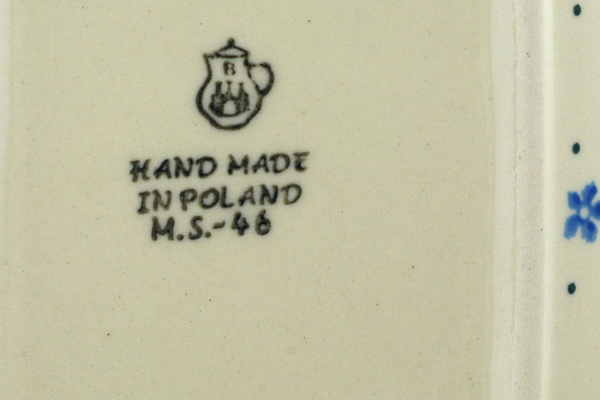 B
HAND MADE
IN POLAND
M.S.-46